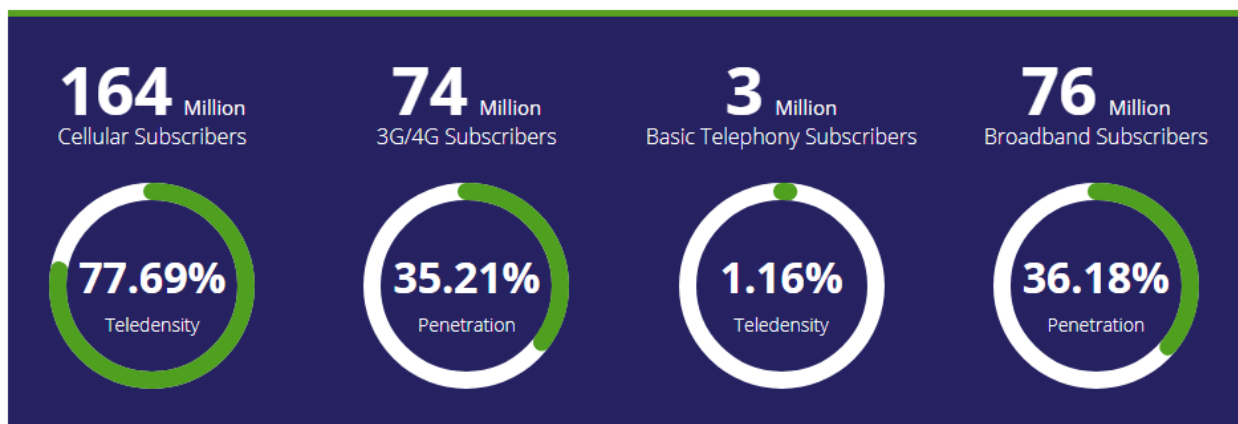 164 Million
Cellular Subscribers
77.69%
Teledensity
74 Million
3G/4G Subscribers
35.21%
Penetration
3 Million
Basic Telephony Subscribers
1.16%
Teledensity
76 Million
Broadband Subscribers
36.18%
Penetration